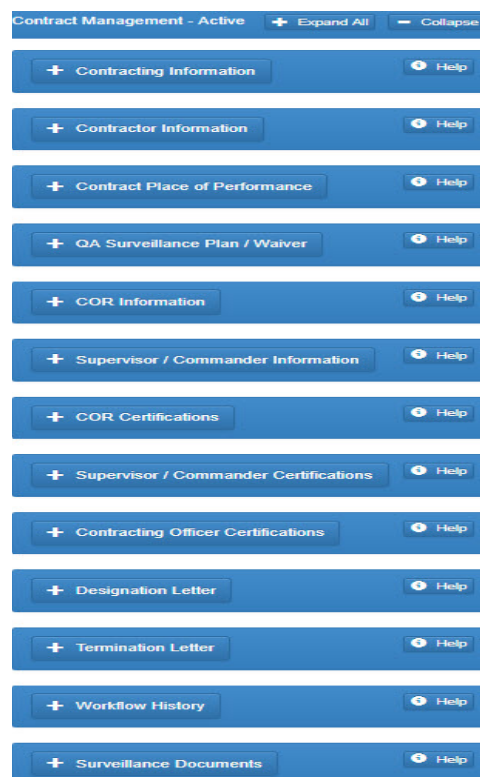 Contract Management - Active + Expand All − Collapse
+ Contracting Information Help
+ Contractor Information Help
+ Contract Place of Performance Help
+ QA Surveillance Plan / Waiver Help
+ COR Information Help
+ Supervisor / Commander Information Help
+ COR Certifications Help
+ Supervisor / Commander Certifications Help
+ Contracting Officer Certifications Help
+ Designation Letter Help
+ Termination Letter Help
+ Workflow History Help
+ Surveillance Documents Help